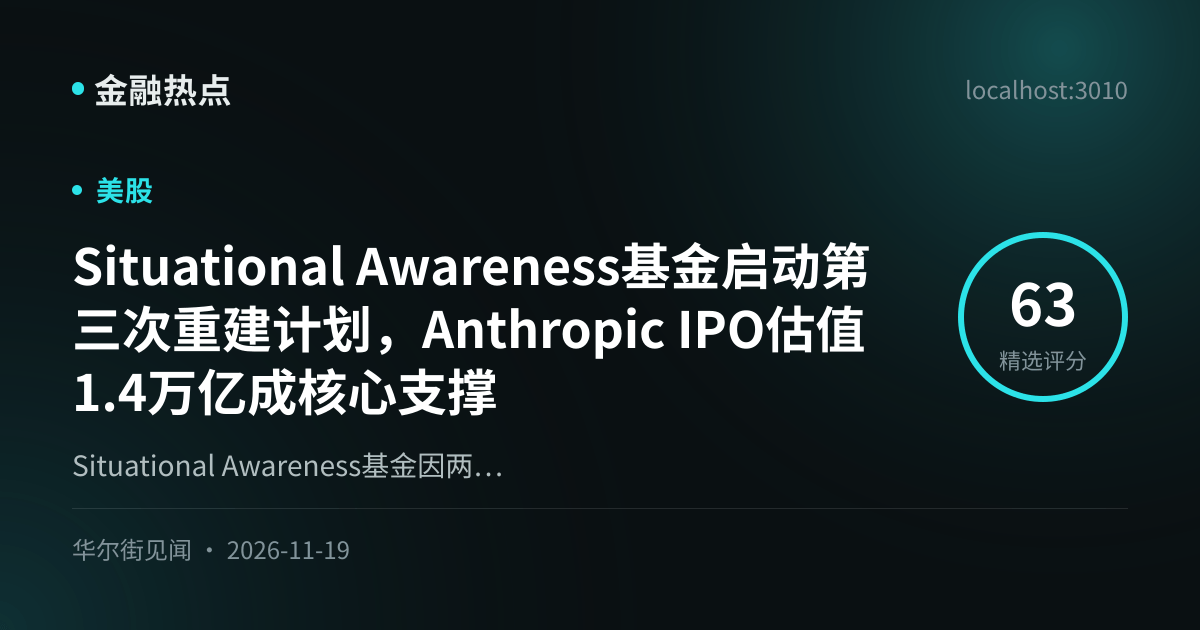 金融热点
localhost:3010
美股
Situational Awareness基金启动第
三次重建计划，Anthropic IPO估值
1.4万亿成核心支撑
63
精选评分
Situational Awareness基金因两…
华尔街见闻 · 2026-11-19